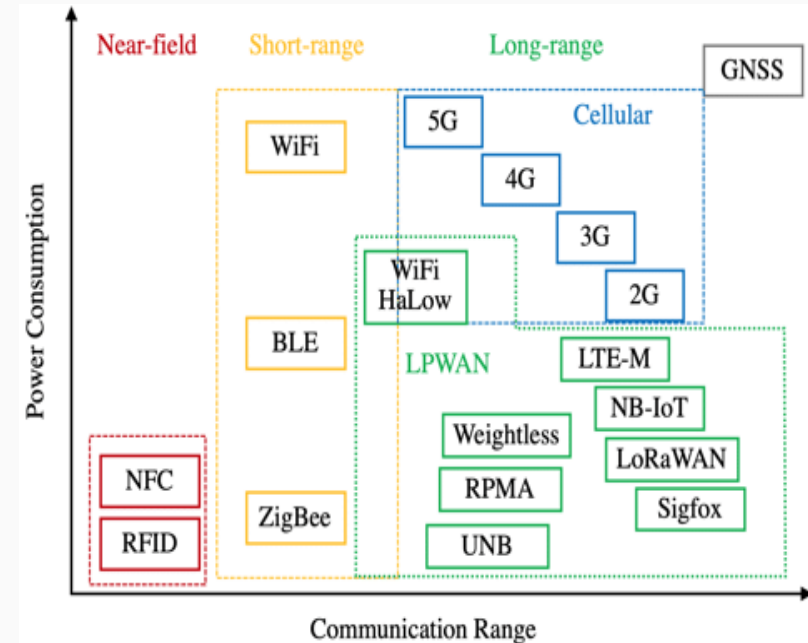 Near-field
Short-range
Long-range
GNSS
Cellular
5G
WiFi
4G
3G
WiFi
HaLow
2G
BLE
LPWAN
LTE-M
NB-IoT
Weightless
LoRaWAN
NFC
RPMA
Sigfox
ZigBee
RFID
UNB
Power Consumption
Communication Range